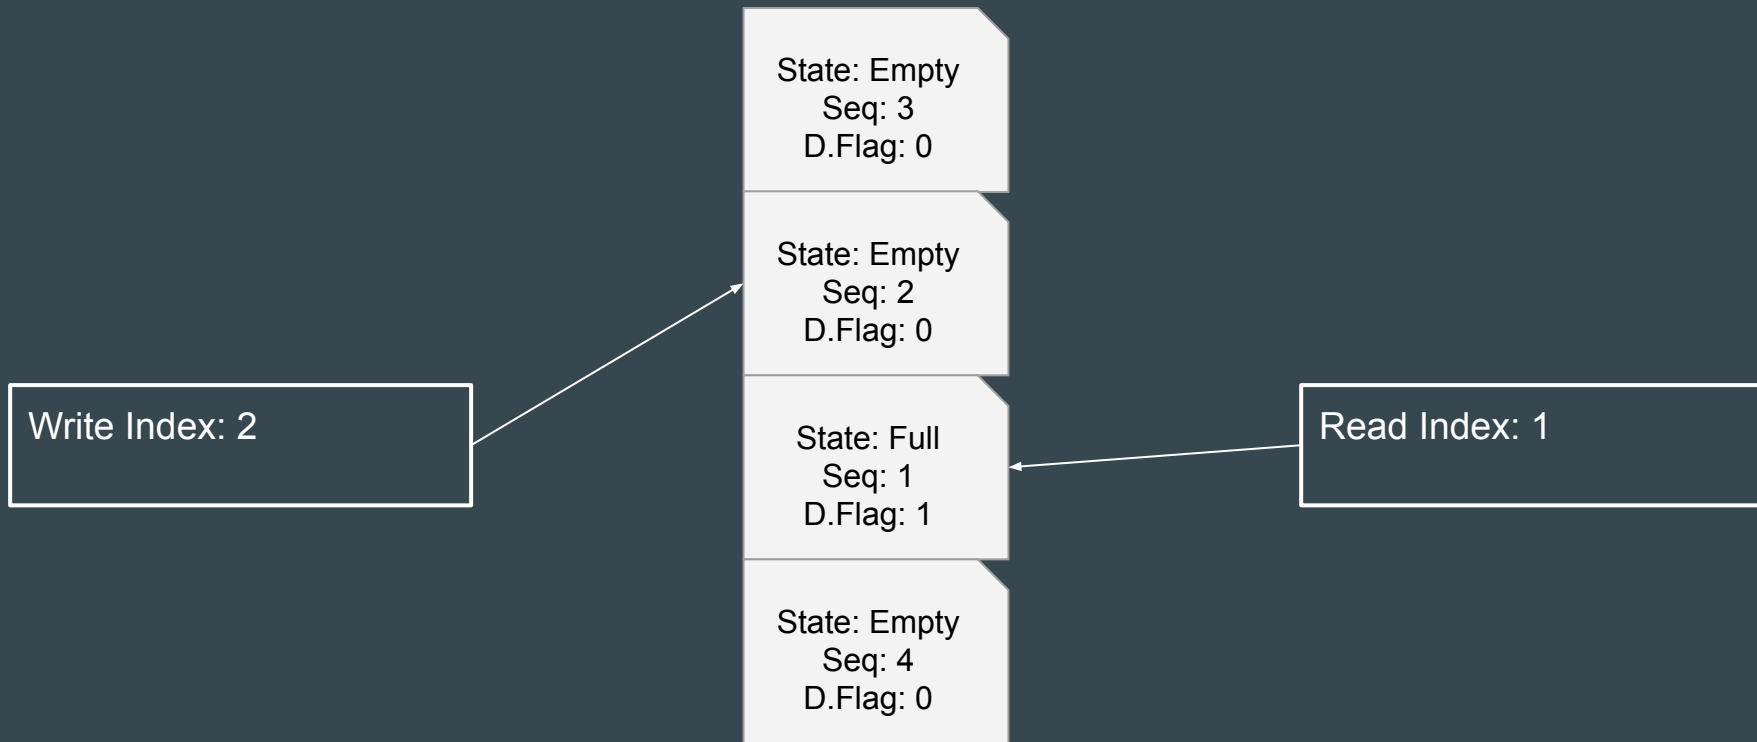 State: Empty
Seq: 3
D.Flag: 0
State: Empty
Seq: 2
D.Flag: 0
Write Index: 2
State: Full
Seq: 1
D.Flag: 1
Read Index: 1
State: Empty
Seq: 4
D.Flag: 0